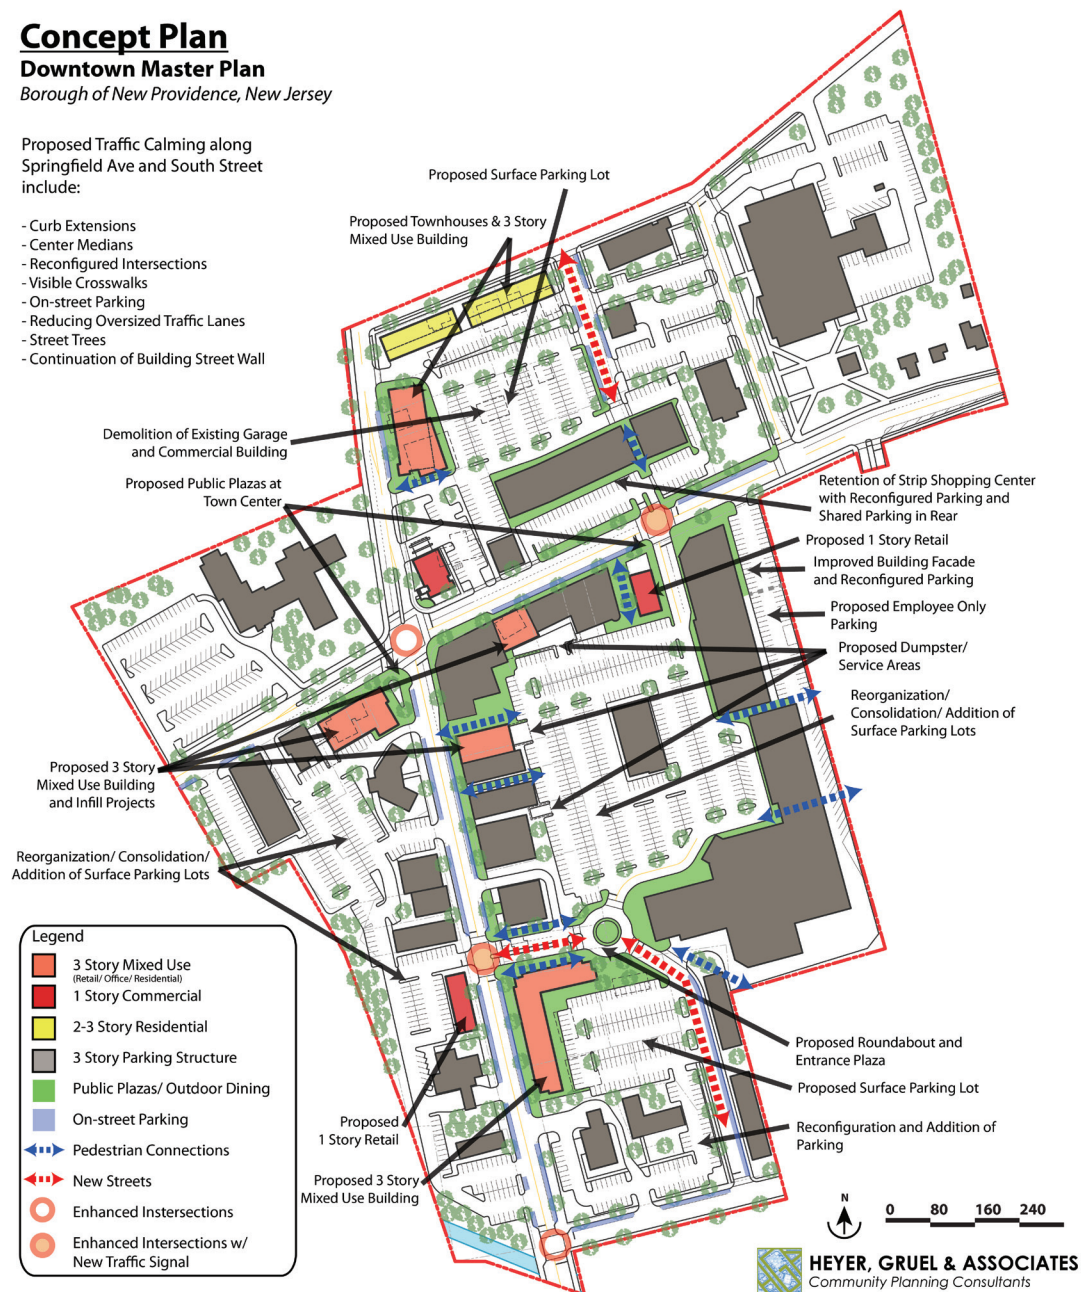 Concept Plan
Downtown Master Plan
Borough of New Providence, New Jersey
Proposed Traffic Calming along
Springfield Ave and South Street
include:
- Curb Extensions
- Center Medians
- Reconfigured Intersections
- Visible Crosswalks
- On-street Parking
- Reducing Oversized Traffic Lanes
- Street Trees
- Continuation of Building Street Wall
Proposed Surface Parking Lot
Proposed Townhouses & 3 Story
Mixed Use Building
Demolition of Existing Garage
and Commercial Building
Proposed Public Plazas at
Town Center
Retention of Strip Shopping Center
with Reconfigured Parking and
Shared Parking in Rear
Proposed 1 Story Retail
Improved Building Facade
and Reconfigured Parking
Proposed Employee Only
Parking
Proposed Dumpster/
Service Areas
Reorganization/
Consolidation/ Addition of
Surface Parking Lots
Proposed 3 Story
Mixed Use Building
and Infill Projects
Reorganization/ Consolidation/
Addition of Surface Parking Lots
Legend
3 Story Mixed Use
(Retail/ Office/ Residential)
1 Story Commercial
2-3 Story Residential
3 Story Parking Structure
Public Plazas/ Outdoor Dining
On-street Parking
Pedestrian Connections
New Streets
Enhanced Instersections
Enhanced Intersections w/
New Traffic Signal
Proposed
1 Story Retail
Proposed 3 Story
Mixed Use Building
Proposed Roundabout and
Entrance Plaza
Proposed Surface Parking Lot
Reconfiguration and Addition of
Parking
N
0 80 160 240
HEYER, GRUEL & ASSOCIATES
Community Planning Consultants